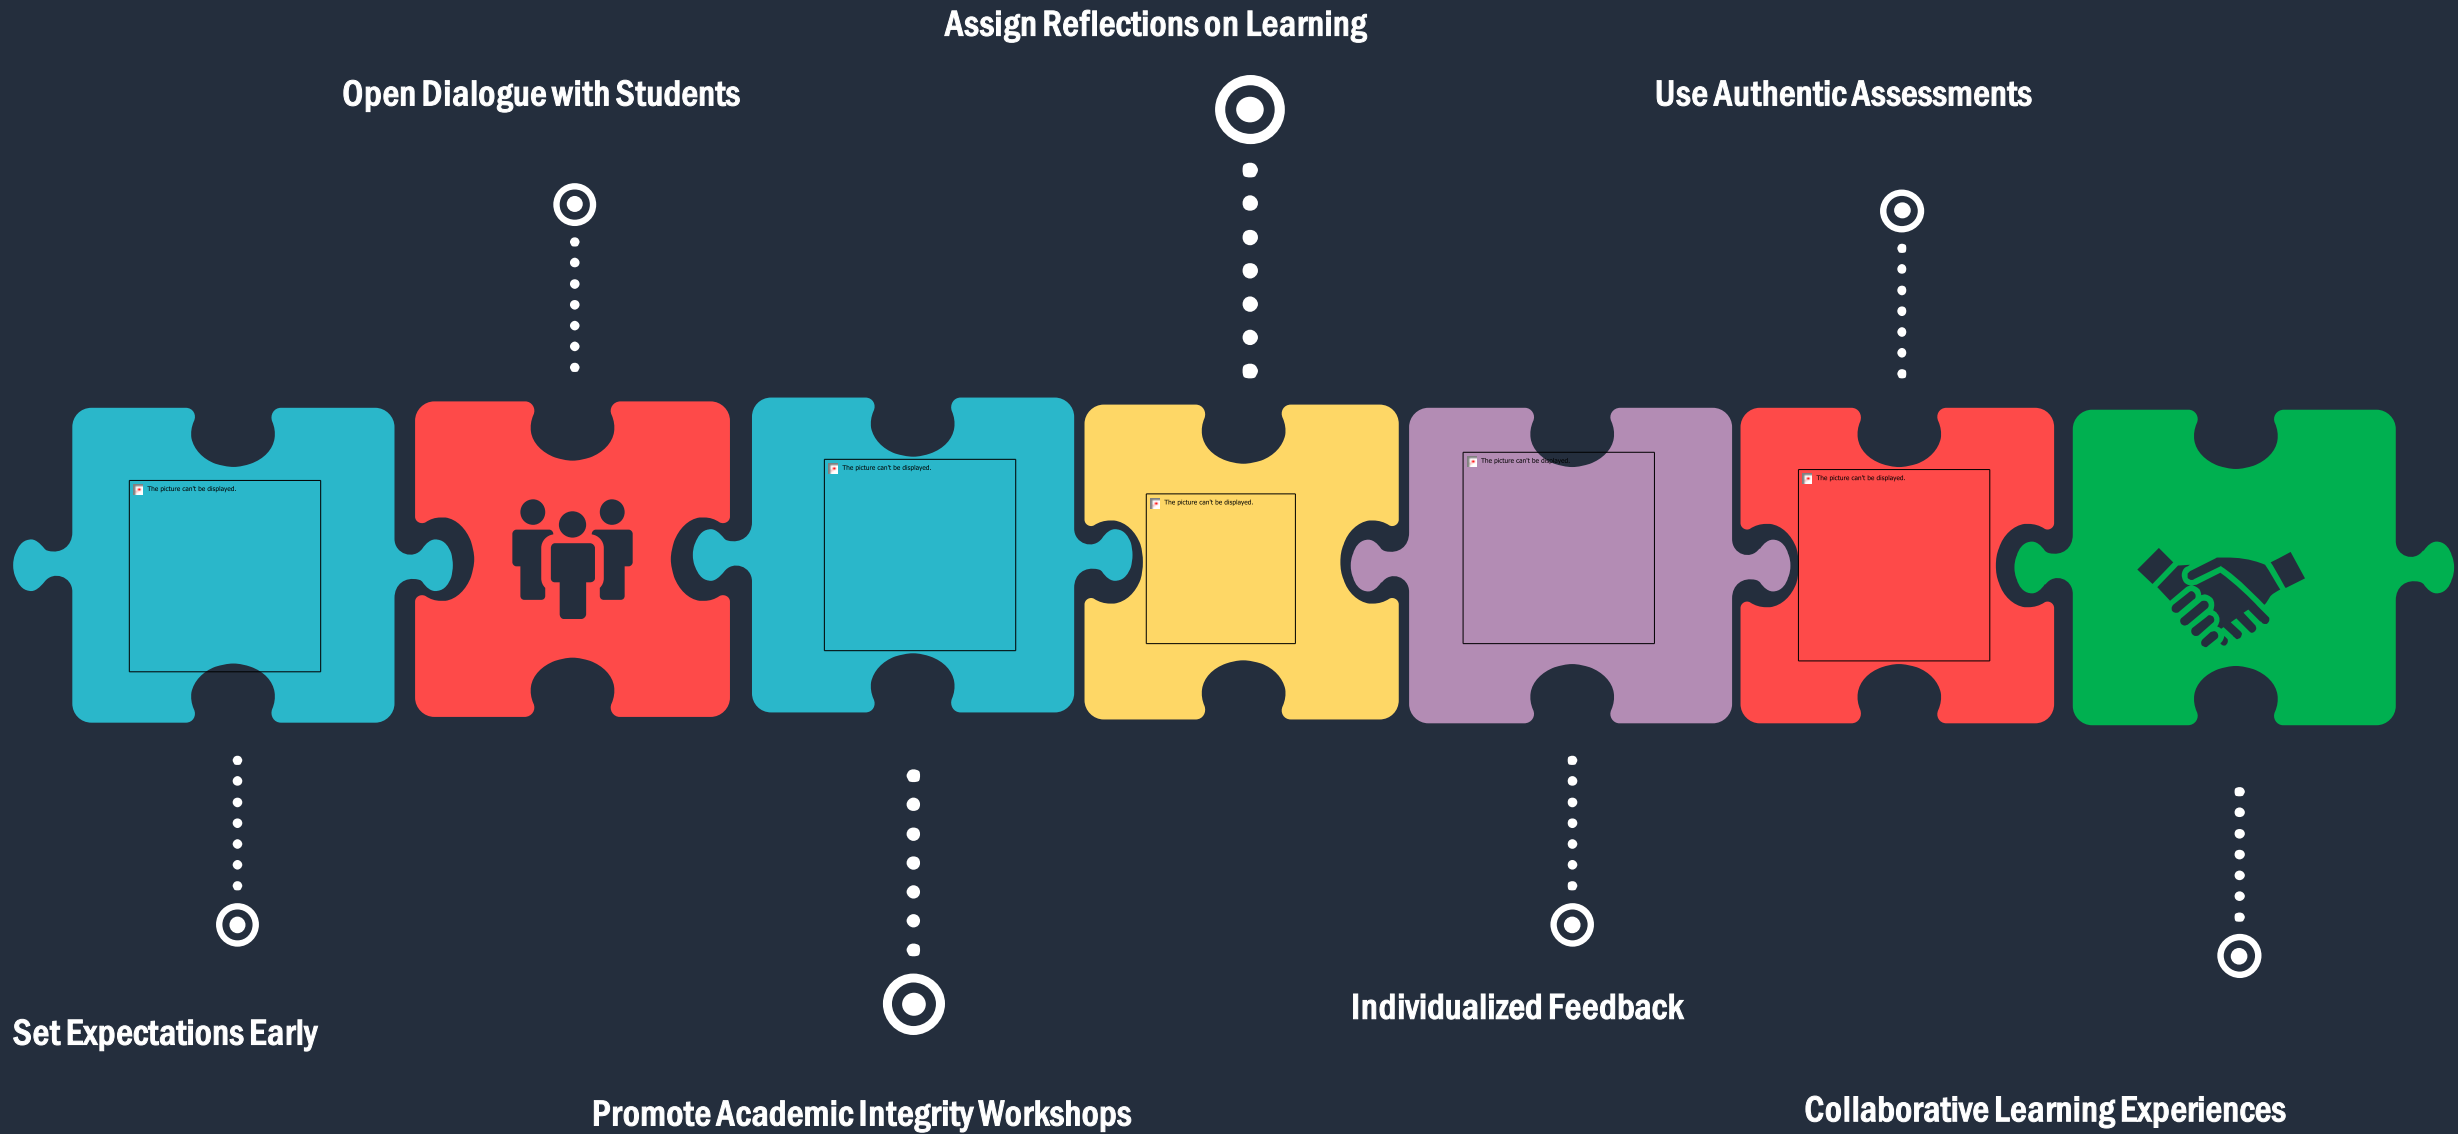 Assign Reflections on Learning
Open Dialogue with Students
Use Authentic Assessments
The picture can't be displayed.
The picture can't be displayed.
The picture can't be displayed.
The picture can't be displayed.
The picture can't be displayed.
Set Expectations Early
Individualized Feedback
Promote Academic Integrity Workshops
Collaborative Learning Experiences